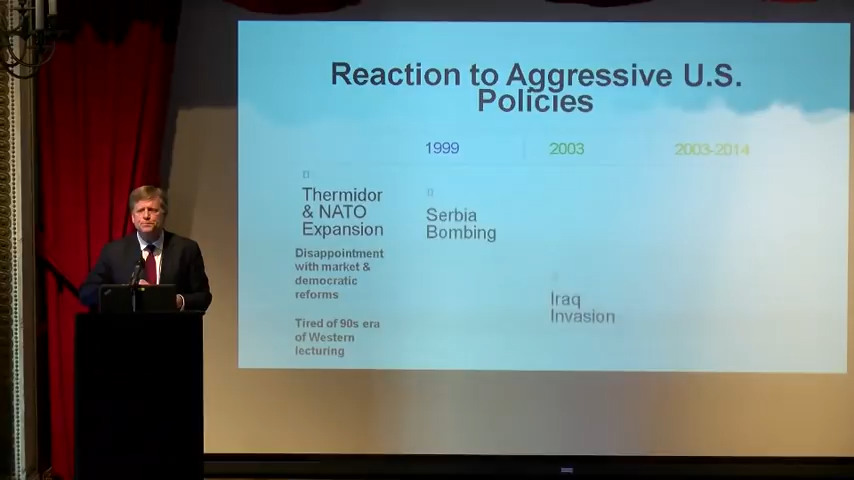 Reaction to Aggressive U.S.
Policies
1999
2003
2003-2014
Thermidor
& NATO
Expansion
Serbia
Bombing
Disappointment
with market &
democratic
reforms
Iraq
Invasion
Tired of 90s era
of Western
lecturing